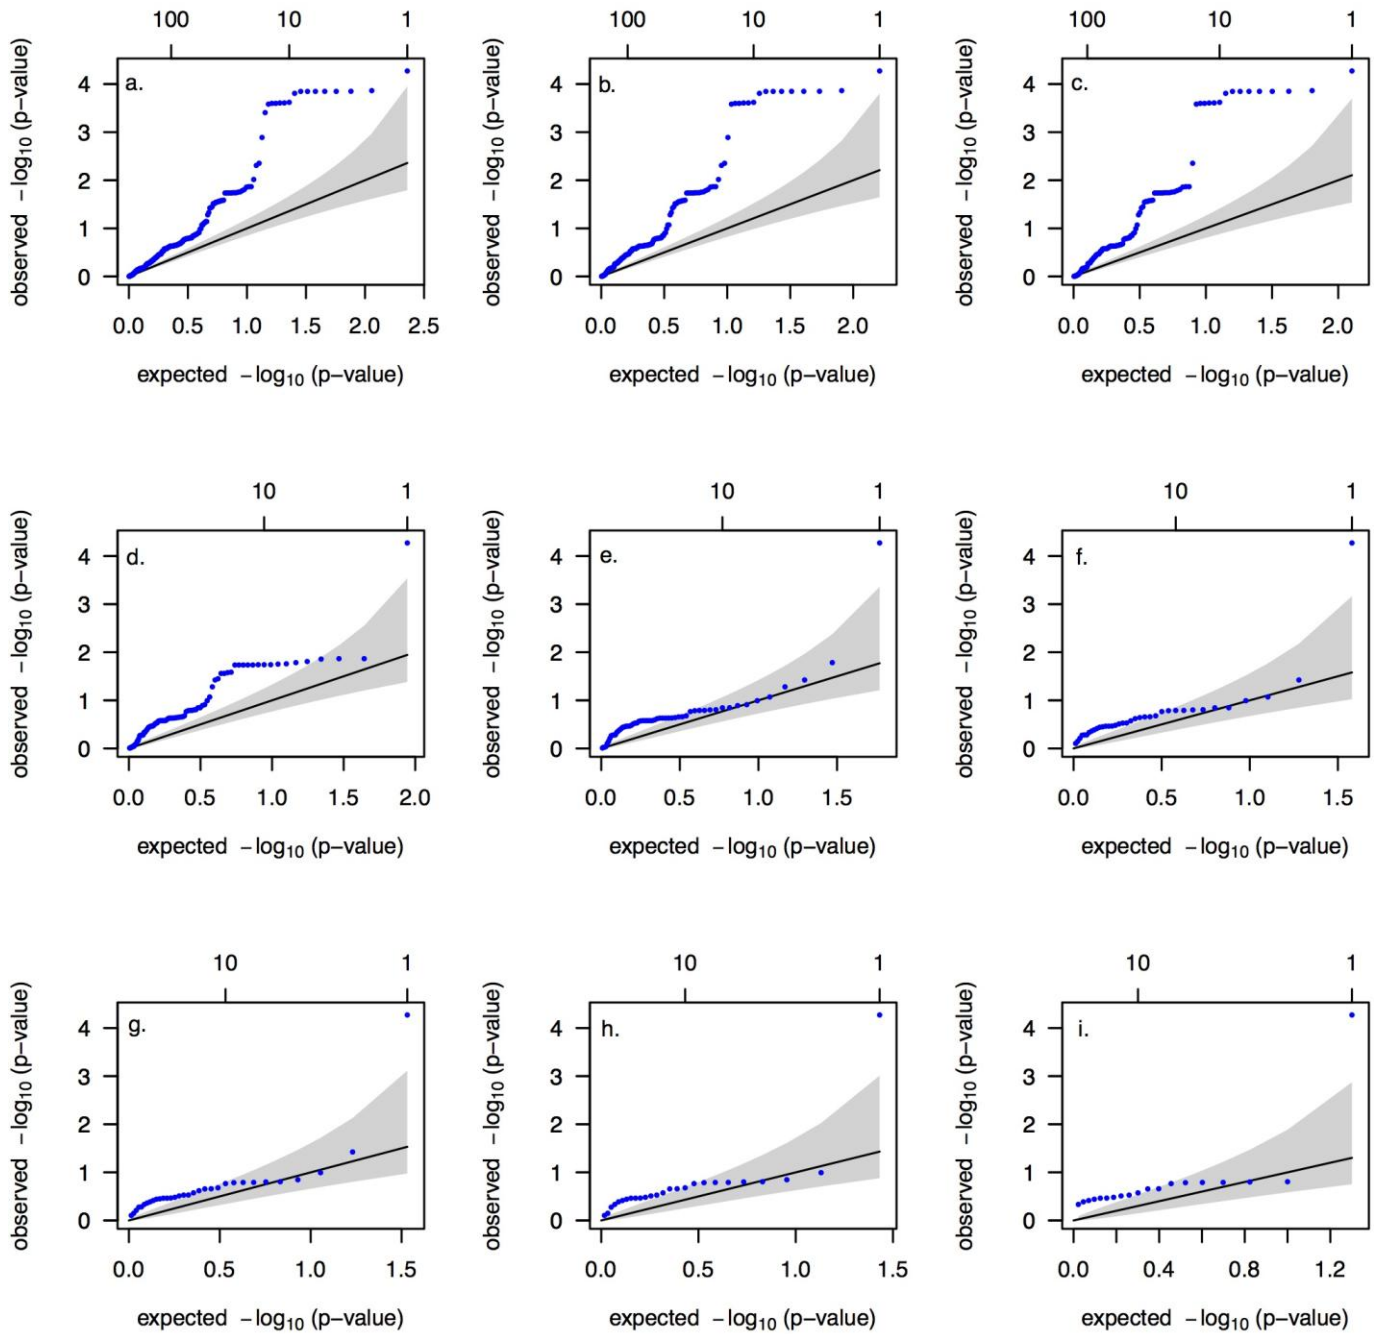 100 10 1
observed −log10 (p−value)
a.
4
3
2
1
0
0.0 0.5 1.0 1.5 2.0 2.5
expected −log10 (p−value)
100 10 1
observed −log10 (p−value)
b.
4
3
2
1
0
0.0 0.5 1.0 1.5 2.0
expected −log10 (p−value)
100 10 1
observed −log10 (p−value)
c.
4
3
2
1
0
0.0 0.5 1.0 1.5 2.0
expected −log10 (p−value)
10 1
observed −log10 (p−value)
d.
4
3
2
1
0
0.0 0.5 1.0 1.5 2.0
expected −log10 (p−value)
10 1
observed −log10 (p−value)
e.
4
3
2
1
0
0.0 0.5 1.0 1.5
expected −log10 (p−value)
10 1
observed −log10 (p−value)
f.
4
3
2
1
0
0.0 0.5 1.0 1.5
expected −log10 (p−value)
10 1
observed −log10 (p−value)
g.
4
3
2
1
0
0.0 0.5 1.0 1.5
expected −log10 (p−value)
10 1
observed −log10 (p−value)
h.
4
3
2
1
0
0.0 0.5 1.0 1.5
expected −log10 (p−value)
10 1
observed −log10 (p−value)
i.
4
3
2
1
0
0.0 0.4 0.8 1.2
expected −log10 (p−value)